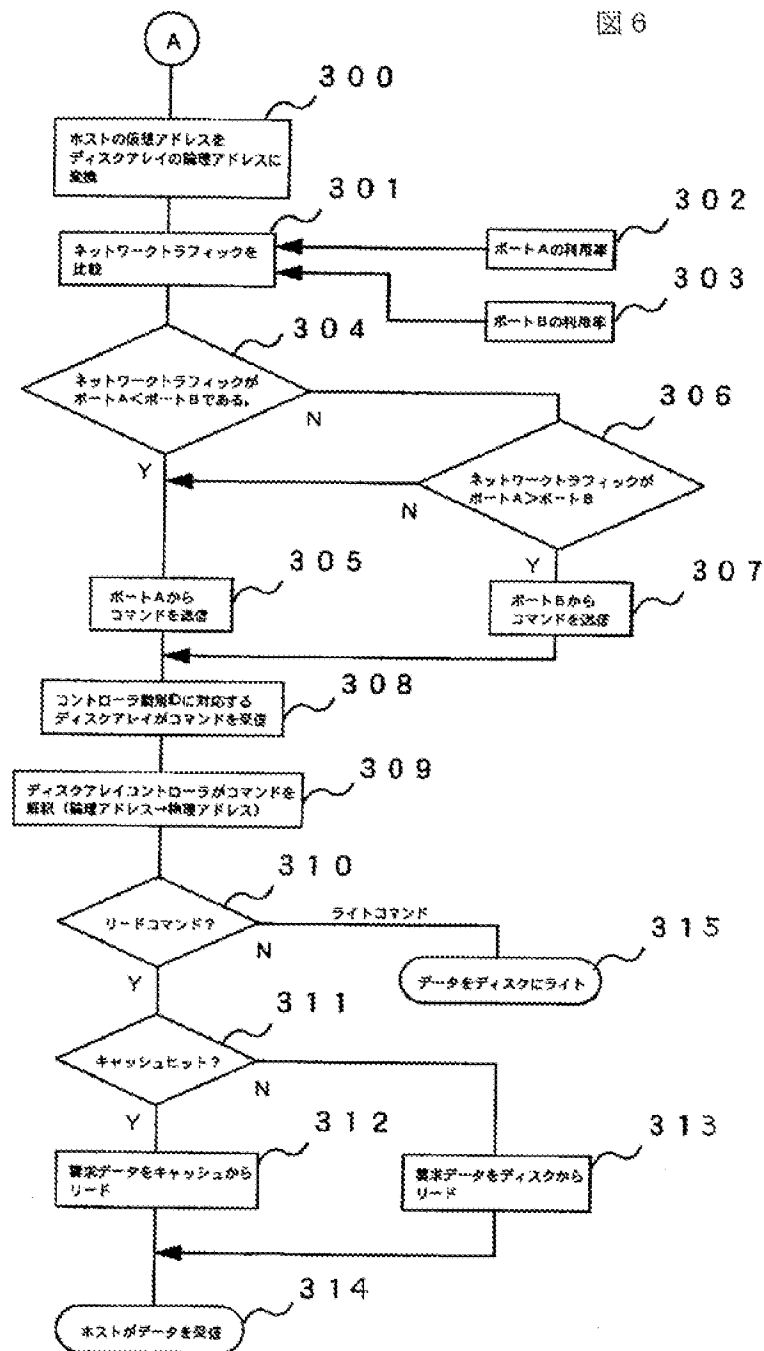 図6
A
300
ホストの仮想アドレスを
ディスクアレイの論理アドレスに
変換
301
ネットワークトラフィックを
比較
302
ポートAの利用率
303
ポートBの利用率
304
ネットワークトラフィックが
ポートA<ポートBである。
N
Y
306
ネットワークトラフィックが
ポートA>ポートB
N
Y
305
ポートAから
コマンドを送信
307
ポートBから
コマンドを送信
308
コントローラ識別IDに対応する
ディスクアレイがコマンドを受信
309
ディスクアレイコントローラがコマンドを
解釈(論理アドレス→物理アドレス)
310
リードコマンド?
ライトコマンド
N
Y
315
データをディスクにライト
311
キャッシュヒット?
N
Y
312
要求データをキャッシュから
リード
313
要求データをディスクから
リード
314
ホストがデータを受信